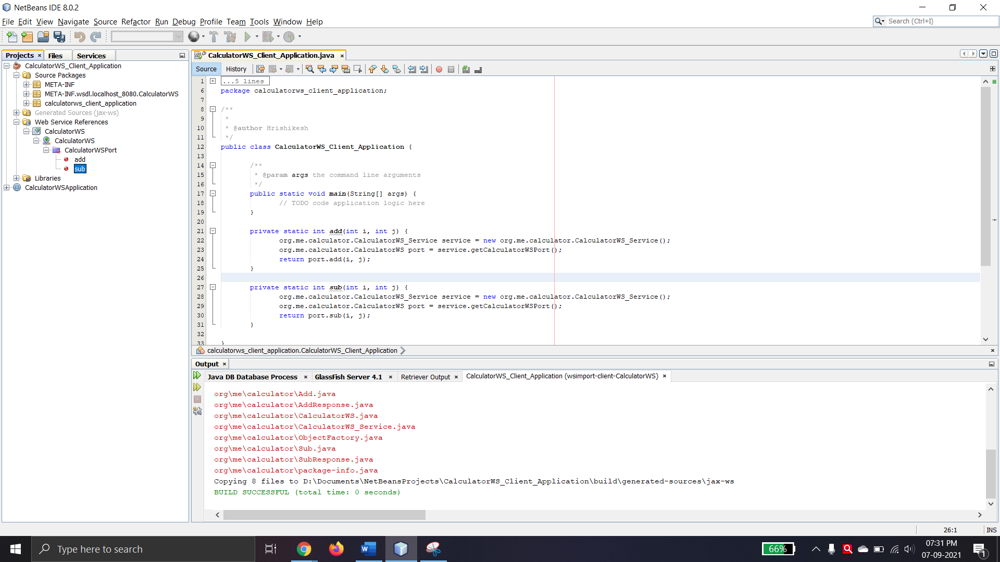 NetBeans IDE 8.0.2
File Edit View Navigate Source Refactor Run Debug Profile Team Tools Window Help
Search (Ctrl+I)
Projects × Files Services
CalculatorWS_Client_Application
Source Packages
META-INF
META-INF.wsdl.localhost_8080.CalculatorWS
calculatorws_client_application
Generated Sources (jax-ws)
Web Service References
CalculatorWS
CalculatorWS
CalculatorWSPort
add
sub
Libraries
CalculatorWSApplication
CalculatorWS_Client_Application.java ×
Source History
1 ...5 lines
6 package calculatorws_client_application;
7
8 /**
9 *
10 * @author Hrishikesh
11 */
12 public class CalculatorWS_Client_Application {
13
14 /**
15 * @param args the command line arguments
16 */
17 public static void main(String[] args) {
18 // TODO code application logic here
19 }
20
21 private static int add(int i, int j) {
22 org.me.calculator.CalculatorWS_Service service = new org.me.calculator.CalculatorWS_Service();
23 org.me.calculator.CalculatorWS port = service.getCalculatorWSPort();
24 return port.add(i, j);
25 }
26
27 private static int sub(int i, int j) {
28 org.me.calculator.CalculatorWS_Service service = new org.me.calculator.CalculatorWS_Service();
29 org.me.calculator.CalculatorWS port = service.getCalculatorWSPort();
30 return port.sub(i, j);
31 }
32
33 }
calculatorws_client_application.CalculatorWS_Client_Application
Output ×
Java DB Database Process × GlassFish Server 4.1 × Retriever Output × CalculatorWS_Client_Application (wsimport-client-CalculatorWS) ×
org\me\calculator\Add.java
org\me\calculator\AddResponse.java
org\me\calculator\CalculatorWS.java
org\me\calculator\CalculatorWS_Service.java
org\me\calculator\ObjectFactory.java
org\me\calculator\Sub.java
org\me\calculator\SubResponse.java
org\me\calculator\package-info.java
Copying 8 files to D:\Documents\NetBeansProjects\CalculatorWS_Client_Application\build\generated-sources\jax-ws
BUILD SUCCESSFUL (total time: 0 seconds)
26:1 INS
Type here to search
66%
07:31 PM
07-09-2021
1